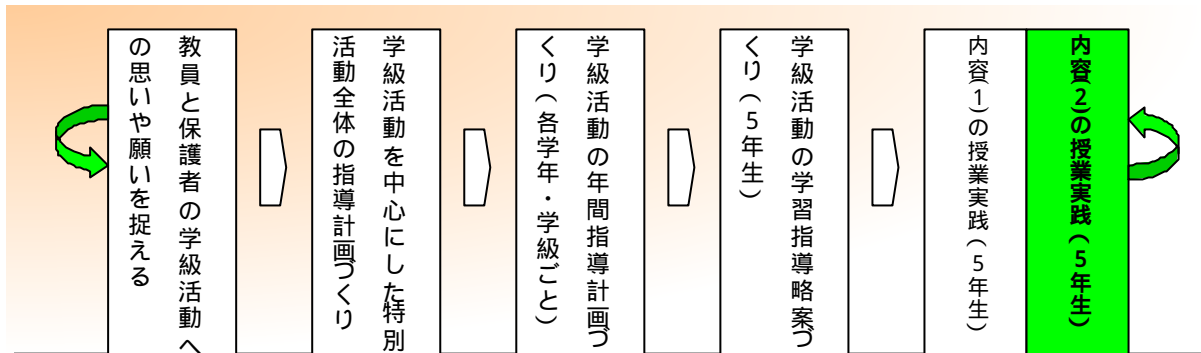 教員と保護者の学級活動へ
の思いや願いを捉える
学級活動を中心にした特別
活動全体の指導計画づくり
学級活動の年間指導計画づ
くり（各学年・学級ごと）
学級活動の学習指導略案づ
くり（５年生）
内容(1)の授業実践（５年生）
内容(2)の授業実践（５年生）